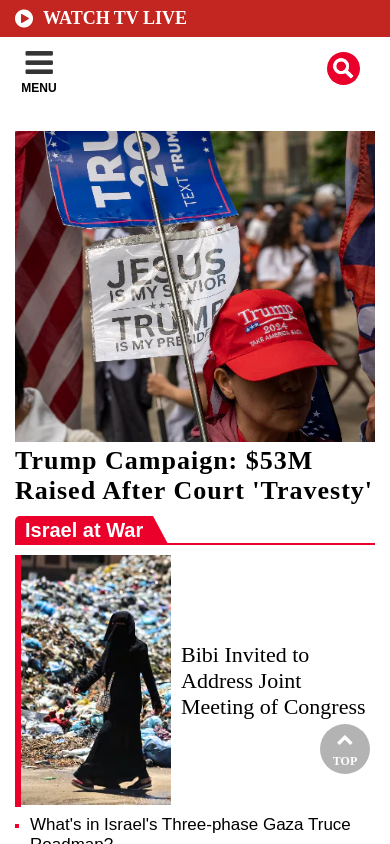 WATCH TV LIVE
MENU
TRU
20
TEXT TRUM
JESUS
IS MY SAVIOR
TRUMP
IS MY PRESID
Trump
2024
TAKE AMERICA BACK
Trump Campaign: $53M
Raised After Court 'Travesty'
Israel at War
Bibi Invited to
Address Joint
Meeting of Congress
TOP
What's in Israel's Three-phase Gaza Truce
Roadmap?